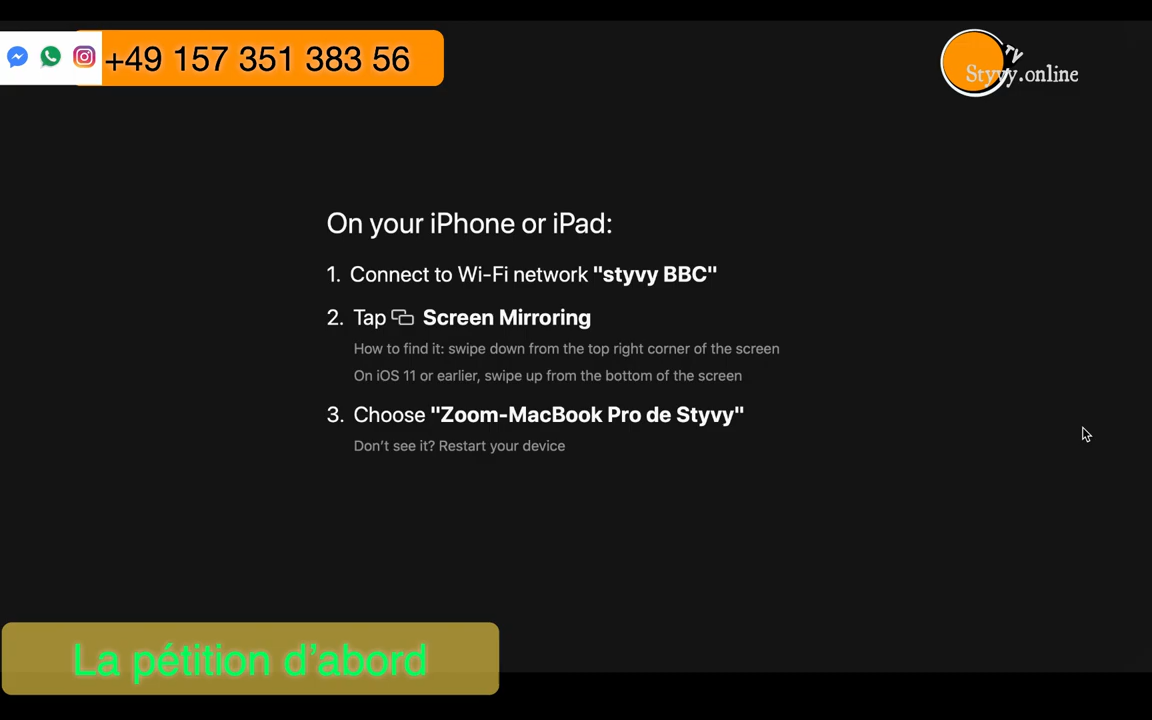 +49 157 351 383 56
TV
Styvy.online
On your iPhone or iPad:
1. Connect to Wi-Fi network "styvy BBC"
2. Tap Screen Mirroring
How to find it: swipe down from the top right corner of the screen
On iOS 11 or earlier, swipe up from the bottom of the screen
3. Choose "Zoom-MacBook Pro de Styvy"
Don't see it? Restart your device
La pétition d'abord